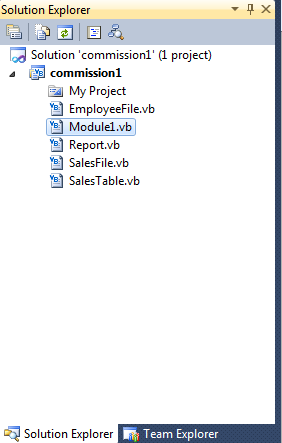 Solution Explorer
Solution 'commission1' (1 project)
commission1
My Project
EmployeeFile.vb
Module1.vb
Report.vb
SalesFile.vb
SalesTable.vb
Solution Explorer Team Explorer